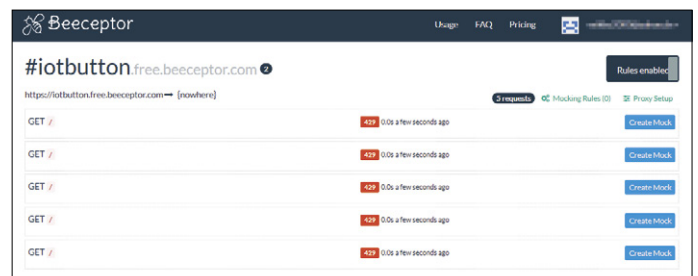 Beeceptor Usage FAQ Pricing
#iotbutton.free.beeceptor.com 2 Rules enabled
https://iotbutton.free.beeceptor.com→ {nowhere} requests Mocking Rules (0) Proxy Setup
GET / 429 0.0s a few seconds ago Create Mock
GET / 429 0.0s a few seconds ago Create Mock
GET / 429 0.0s a few seconds ago Create Mock
GET / 429 0.0s a few seconds ago Create Mock
GET / 429 0.0s a few seconds ago Create Mock